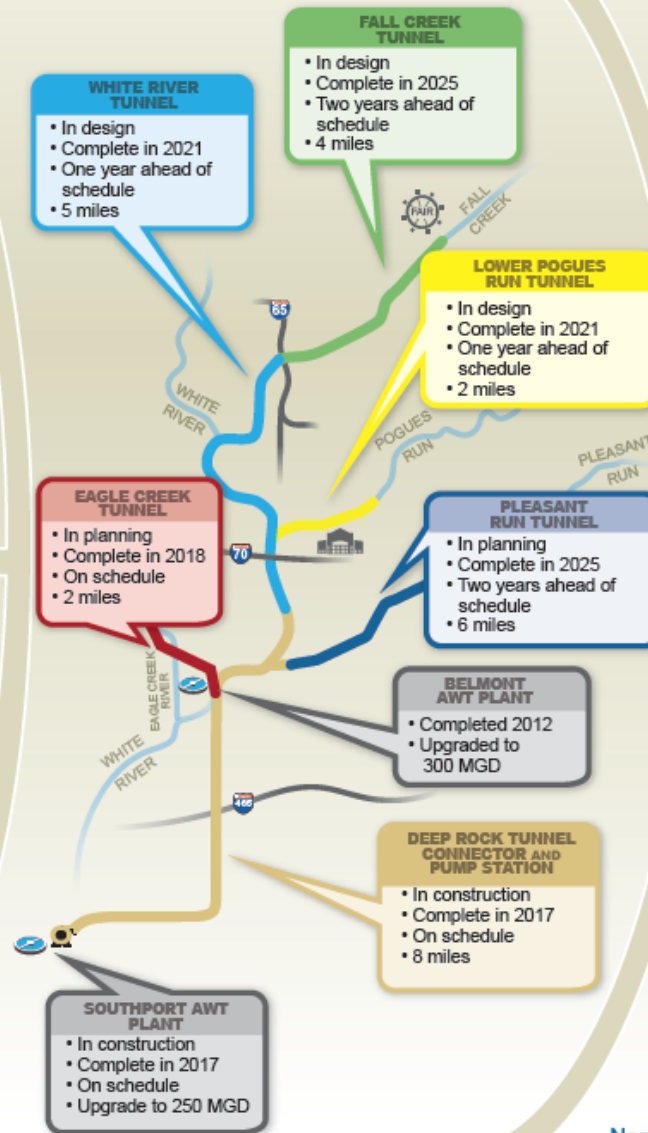 FALL CREEK
TUNNEL
• In design
• Complete in 2025
• Two years ahead of
schedule
• 4 miles
WHITE RIVER
TUNNEL
• In design
• Complete in 2021
• One year ahead of
schedule
• 5 miles
FAIR
FALL
CREEK
LOWER POGUES
RUN TUNNEL
• In design
• Complete in 2021
• One year ahead of
schedule
• 2 miles
65
WHITE
RIVER
POGUES
RUN
PLEASANT
RUN
EAGLE CREEK
TUNNEL
• In planning
• Complete in 2018
• On schedule
• 2 miles
70
PLEASANT
RUN TUNNEL
• In planning
• Complete in 2025
• Two years ahead of
schedule
• 6 miles
EAGLE CREEK
RIVER
BELMONT
AWT PLANT
• Completed 2012
• Upgraded to
300 MGD
WHITE
RIVER
465
DEEP ROCK TUNNEL
CONNECTOR AND
PUMP STATION
• In construction
• Complete in 2017
• On schedule
• 8 miles
SOUTHPORT AWT
PLANT
• In construction
• Complete in 2017
• On schedule
• Upgrade to 250 MGD